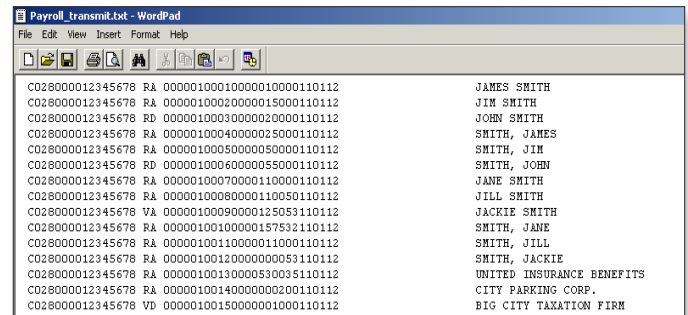 Payroll_transmit.txt - WordPad
File Edit View Insert Format Help
C028000012345678 RA 00000100010000010000110112 JAMES SMITH
C028000012345678 RA 00000100020000015000110112 JIM SMITH
C028000012345678 RD 00000100030000020000110112 JOHN SMITH
C028000012345678 RA 00000100040000025000110112 SMITH, JAMES
C028000012345678 RA 00000100050000050000110112 SMITH, JIM
C028000012345678 RD 00000100060000055000110112 SMITH, JOHN
C028000012345678 RA 00000100070000110000110112 JANE SMITH
C028000012345678 RA 00000100080000110050110112 JILL SMITH
C028000012345678 VA 00000100090000125053110112 JACKIE SMITH
C028000012345678 RA 00000100100000157532110112 SMITH, JANE
C028000012345678 RA 00000100110000011000110112 SMITH, JILL
C028000012345678 RA 00000100120000000053110112 SMITH, JACKIE
C028000012345678 RA 00000100130000530035110112 UNITED INSURANCE BENEFITS
C028000012345678 RA 00000100140000000200110112 CITY PARKING CORP.
C028000012345678 VD 00000100150000001000110112 BIG CITY TAXATION FIRM